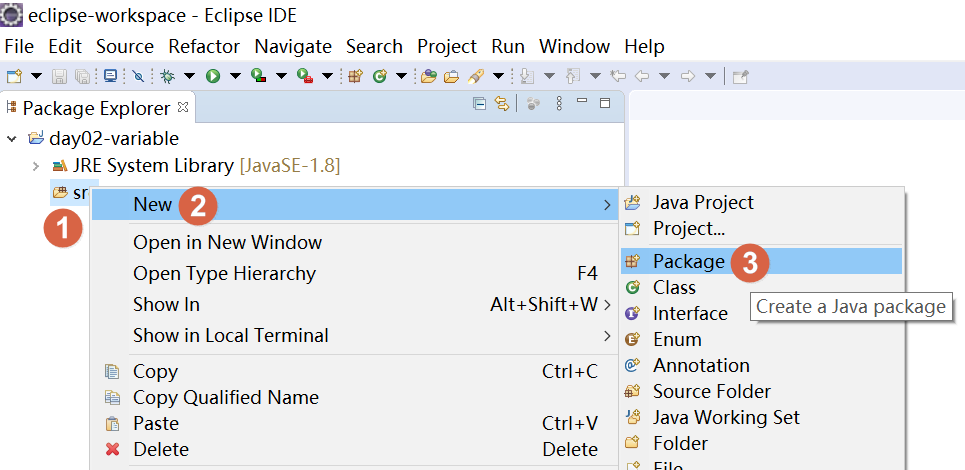 eclipse-workspace - Eclipse IDE
File Edit Source Refactor Navigate Search Project Run Window Help
Package Explorer
day02-variable
JRE System Library [JavaSE-1.8]
sr
1
New 2
Open in New Window
Open Type Hierarchy F4
Show In Alt+Shift+W
Show in Local Terminal
Copy Ctrl+C
Copy Qualified Name
Paste Ctrl+V
Delete Delete
Java Project
Project...
Package 3
Class
Create a Java package
Interface
Enum
Annotation
Source Folder
Java Working Set
Folder
File